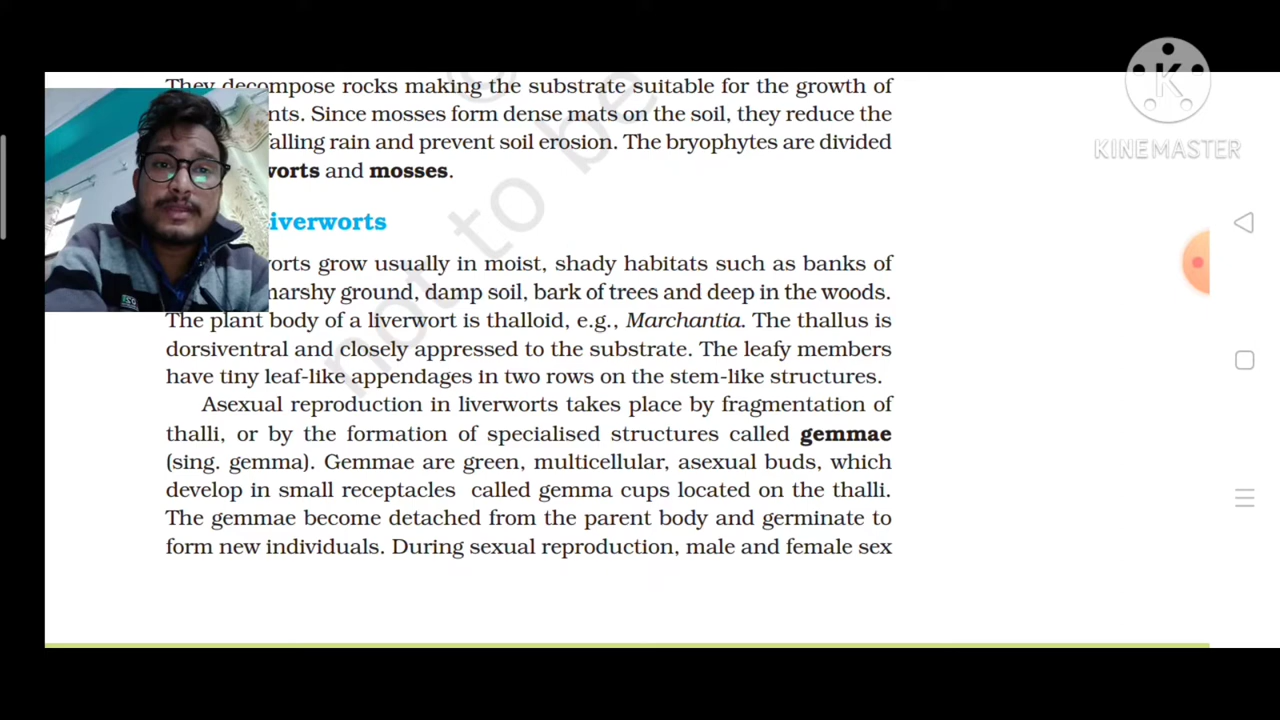 They decompose rocks making the substrate suitable for the growth of
nts. Since mosses form dense mats on the soil, they reduce the
falling rain and prevent soil erosion. The bryophytes are divided
worts and mosses.
iverworts
orts grow usually in moist, shady habitats such as banks of
marshy ground, damp soil, bark of trees and deep in the woods.
The plant body of a liverwort is thalloid, e.g., Marchantia. The thallus is
dorsiventral and closely appressed to the substrate. The leafy members
have tiny leaf-like appendages in two rows on the stem-like structures.
Asexual reproduction in liverworts takes place by fragmentation of
thalli, or by the formation of specialised structures called gemmae
(sing. gemma). Gemmae are green, multicellular, asexual buds, which
develop in small receptacles called gemma cups located on the thalli.
The gemmae become detached from the parent body and germinate to
form new individuals. During sexual reproduction, male and female sex
not to be
K
KINEMASTER